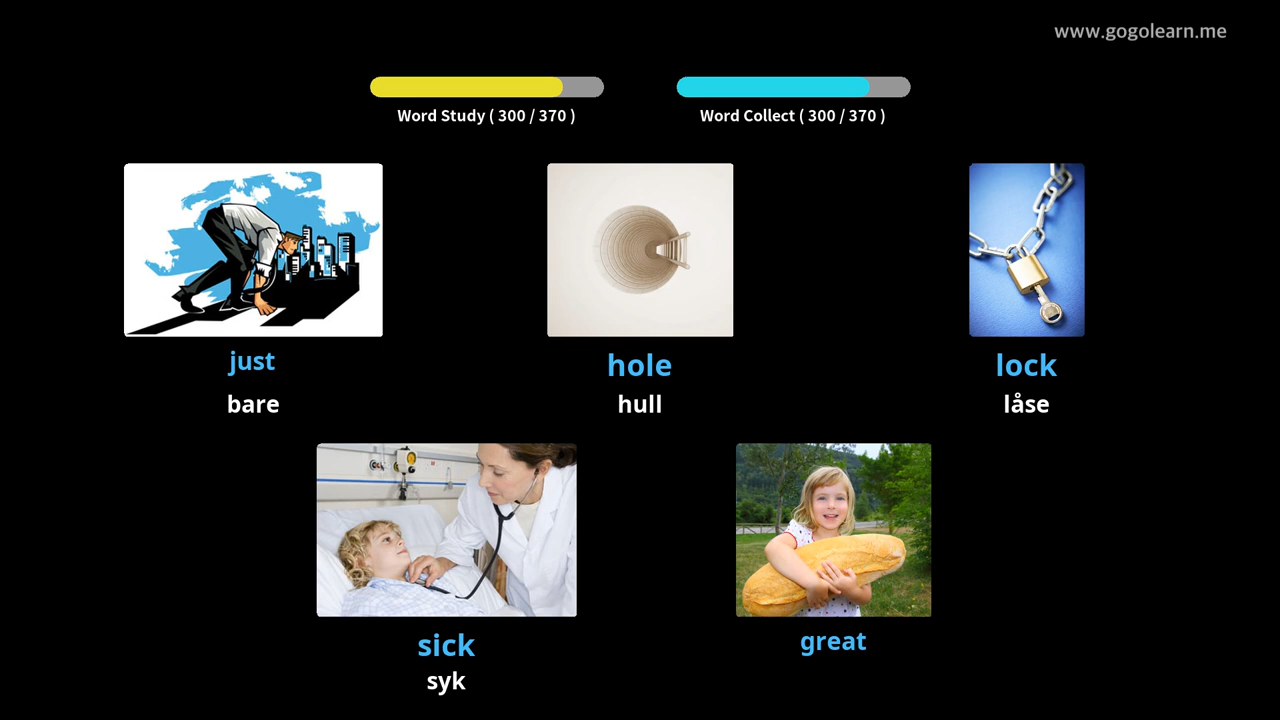 www.gogolearn.me
Word Study ( 300 / 370 )
Word Collect ( 300 / 370 )
just
bare
hole
hull
lock
låse
sick
syk
great